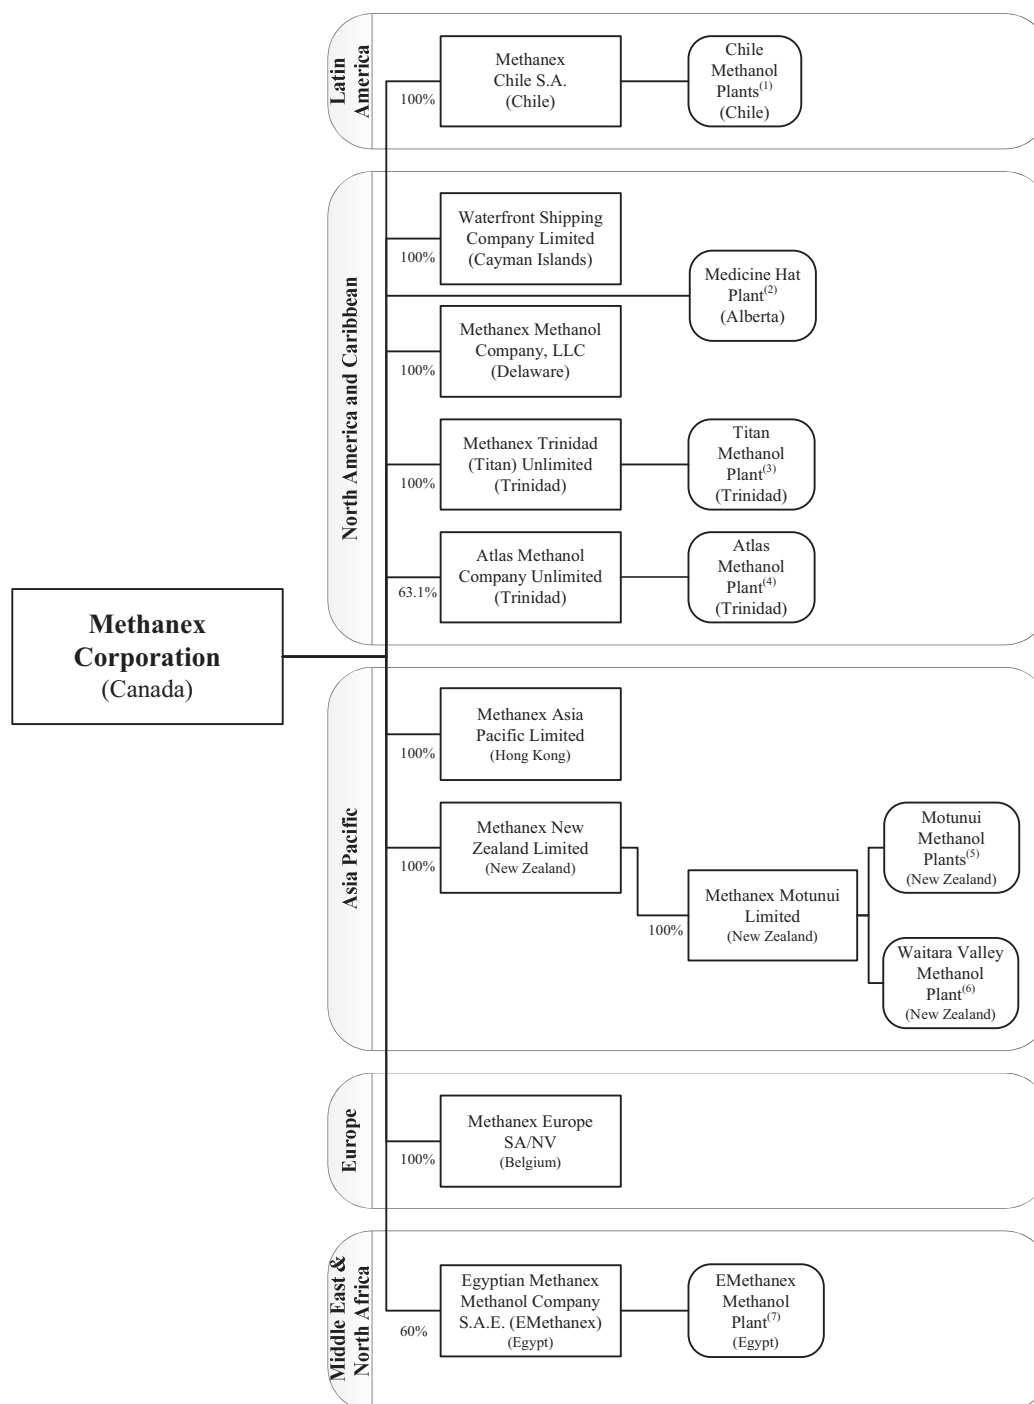 Latin
America
100%
Methanex
Chile S.A.
(Chile)
Chile
Methanol
Plants(1)
(Chile)
North America and Caribbean
100%
Waterfront Shipping
Company Limited
(Cayman Islands)
Medicine Hat
Plant(2)
(Alberta)
100%
Methanex Methanol
Company, LLC
(Delaware)
100%
Methanex Trinidad
(Titan) Unlimited
(Trinidad)
Titan
Methanol
Plant(3)
(Trinidad)
63.1%
Atlas Methanol
Company Unlimited
(Trinidad)
Atlas
Methanol
Plant(4)
(Trinidad)
Methanex
Corporation
(Canada)
Asia Pacific
100%
Methanex Asia
Pacific Limited
(Hong Kong)
100%
Methanex New
Zealand Limited
(New Zealand)
100%
Methanex Motunui
Limited
(New Zealand)
Motunui
Methanol
Plants(5)
(New Zealand)
Waitara Valley
Methanol
Plant(6)
(New Zealand)
Europe
100%
Methanex Europe
SA/NV
(Belgium)
Middle East &
North Africa
60%
Egyptian Methanex
Methanol Company
S.A.E. (EMethanex)
(Egypt)
EMethanex
Methanol
Plant(7)
(Egypt)